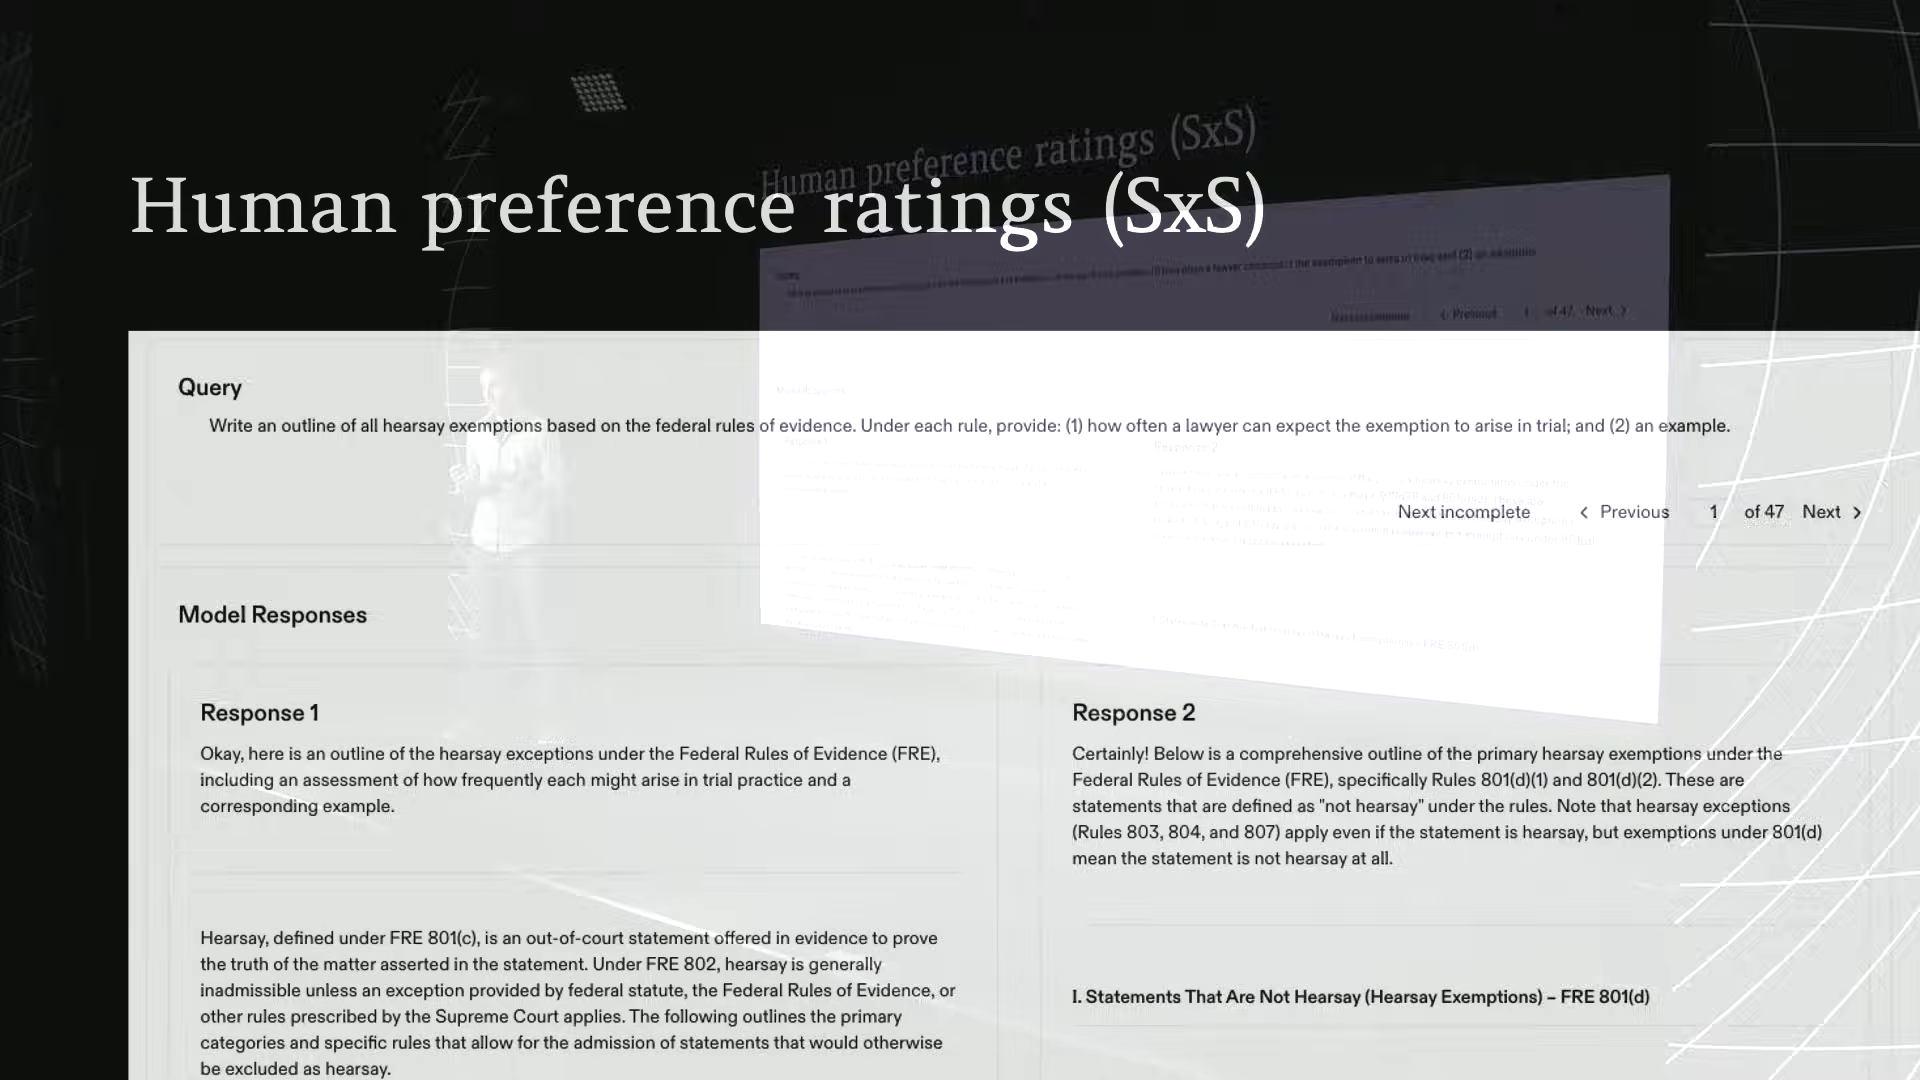 Human preference ratings (SxS)
Human preference ratings (SxS)
Previous
of 47
Next
Query
Write an outline of all hearsay exemptions based on the federal rules of evidence. Under each rule, provide: (1) how often a lawyer can expect the exemption to arise in trial; and (2) an example.
Next incomplete Previous 1 of 47 Next
Model Responses
Response 2
Response 1
Okay, here is an outline of the hearsay exceptions under the Federal Rules of Evidence (FRE),
including an assessment of how frequently each might arise in trial practice and a
corresponding example.
Hearsay, defined under FRE 801(c), is an out-of-court statement offered in evidence to prove
the truth of the matter asserted in the statement. Under FRE 802, hearsay is generally
inadmissible unless an exception provided by federal statute, the Federal Rules of Evidence, or
other rules prescribed by the Supreme Court applies. The following outlines the primary
categories and specific rules that allow for the admission of statements that would otherwise
be excluded as hearsay.
Response 2
Certainly! Below is a comprehensive outline of the primary hearsay exemptions under the
Federal Rules of Evidence (FRE), specifically Rules 801(d)(1) and 801(d)(2). These are
statements that are defined as "not hearsay" under the rules. Note that hearsay exceptions
(Rules 803, 804, and 807) apply even if the statement is hearsay, but exemptions under 801(d)
mean the statement is not hearsay at all.
I. Statements That Are Not Hearsay (Hearsay Exemptions) – FRE 801(d)